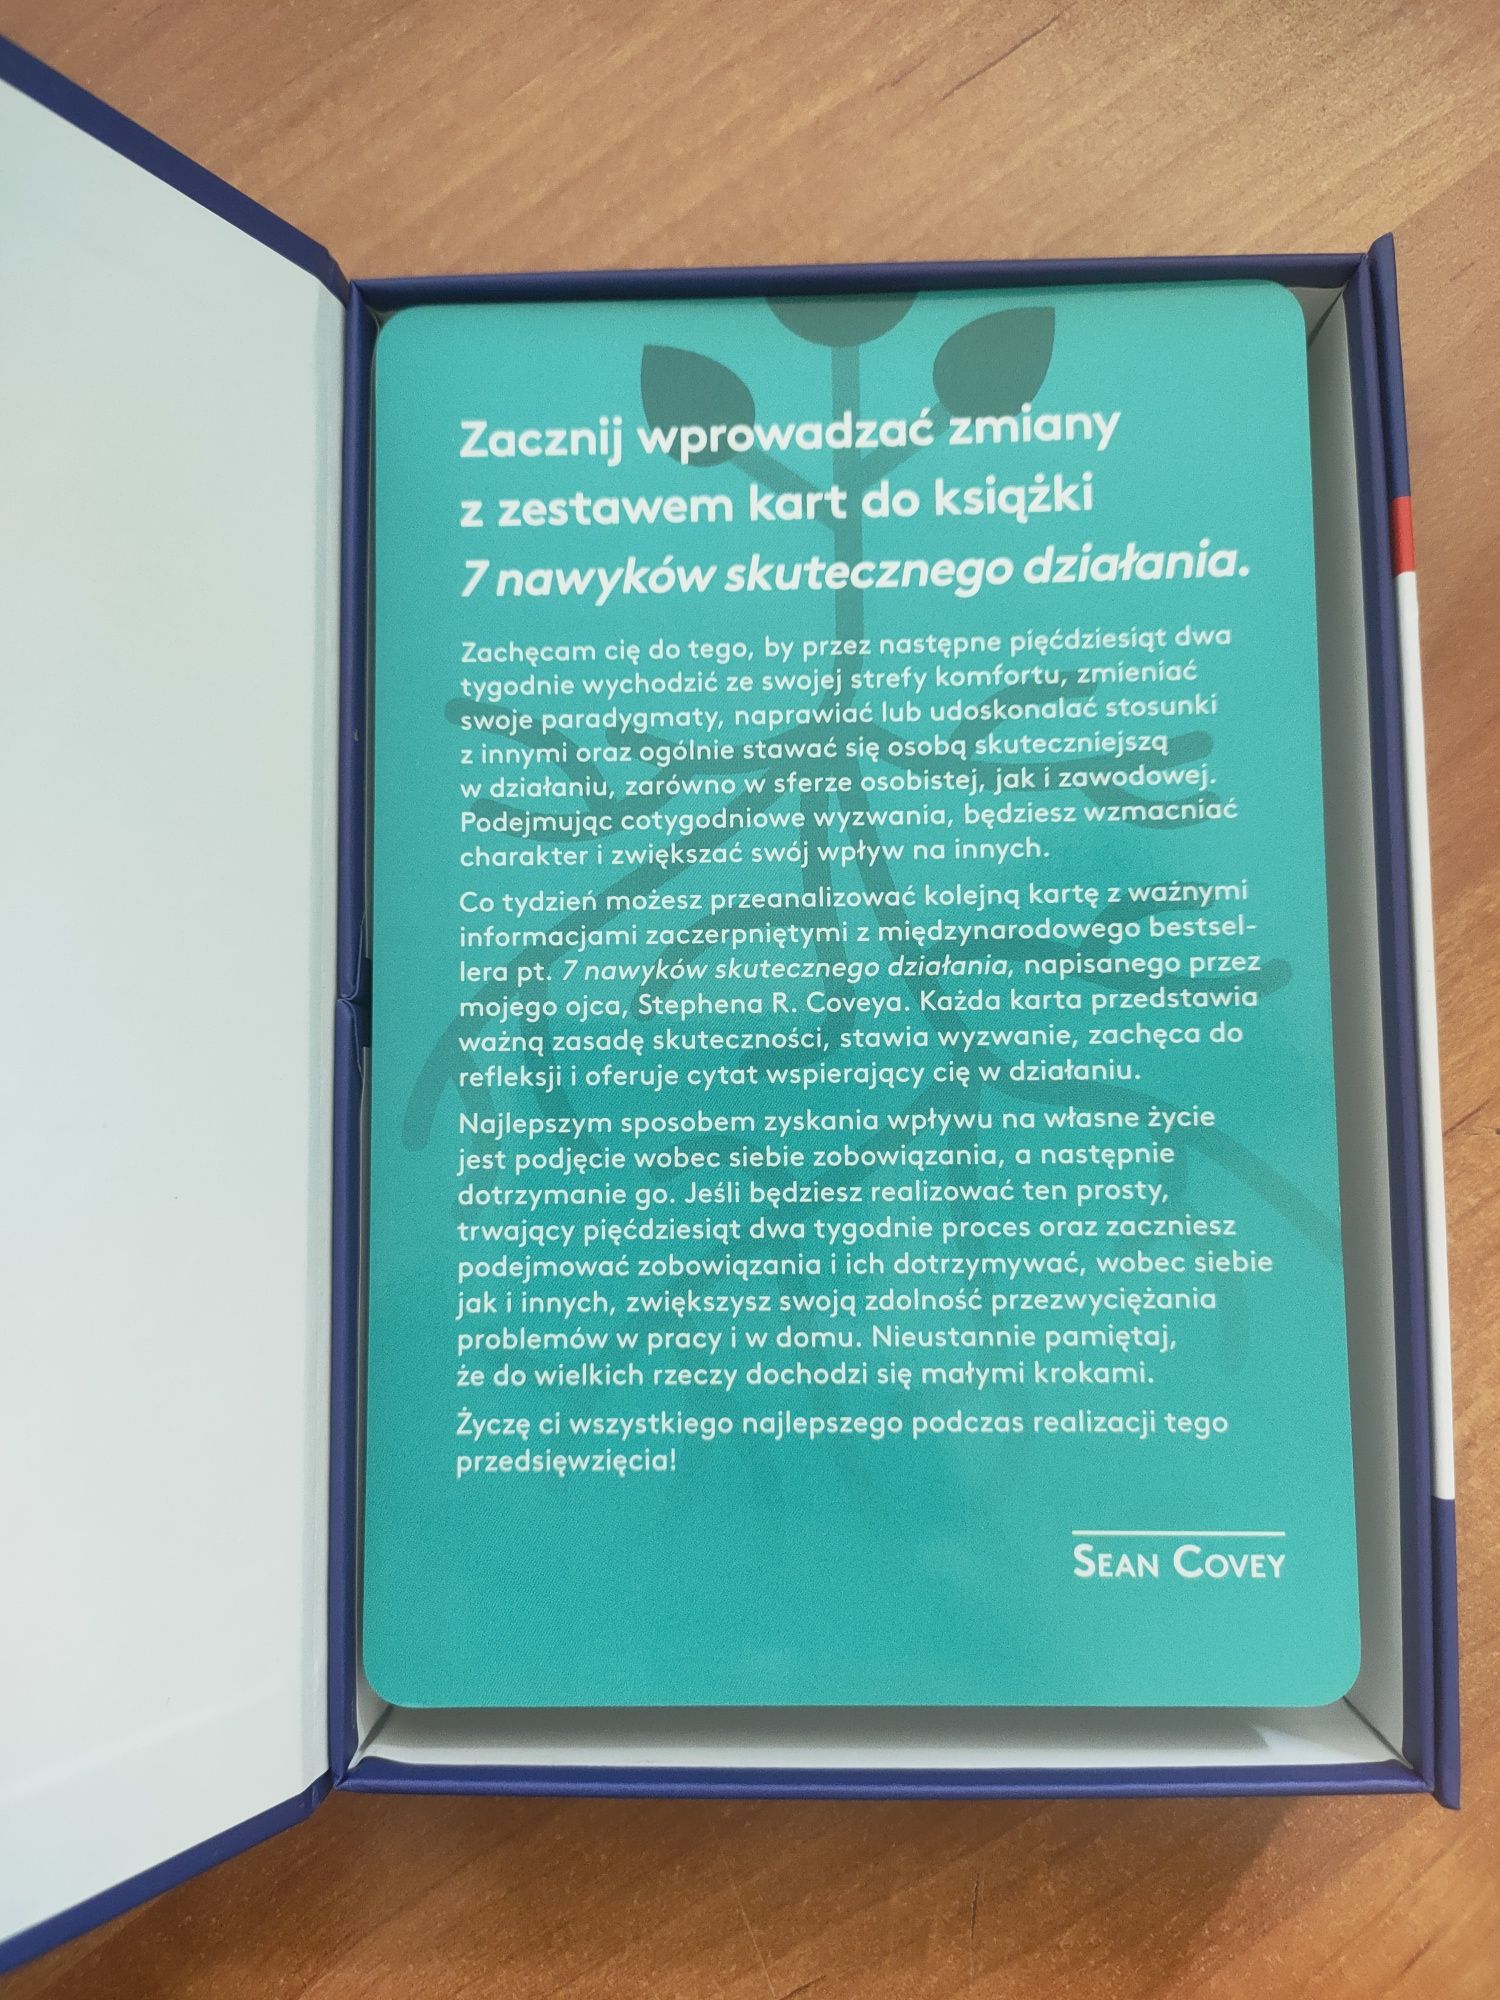 Zacznij wprowadzać zmiany
z zestawem kart do książki
7 nawyków skutecznego działania.
Zachęcam cię do tego, by przez następne pięćdziesiąt dwa
tygodnie wychodzić ze swojej strefy komfortu, zmieniać
swoje paradygmaty, naprawiać lub udoskonalać stosunki
z innymi oraz ogólnie stawać się osobą skuteczniejszą
w działaniu, zarówno w sferze osobistej, jak i zawodowej.
Podejmując cotygodniowe wyzwania, będziesz wzmacniać
charakter i zwiększać swój wpływ na innych.
Co tydzień możesz przeanalizować kolejną kartę z ważnymi
informacjami zaczerpniętymi z międzynarodowego bestsel-
lera pt. 7 nawyków skutecznego działania, napisanego przez
mojego ojca, Stephena R. Coveya. Każda karta przedstawia
ważną zasadę skuteczności, stawia wyzwanie, zachęca do
refleksji i oferuje cytat wspierający cię w działaniu.
Najlepszym sposobem zyskania wpływu na własne życie
jest podjęcie wobec siebie zobowiązania, a następnie
dotrzymanie go. Jeśli będziesz realizować ten prosty,
trwający pięćdziesiąt dwa tygodnie proces oraz zaczniesz
podejmować zobowiązania i ich dotrzymywać, wobec siebie
jak i innych, zwiększysz swoją zdolność przezwyciężania
problemów w pracy i w domu. Nieustannie pamiętaj,
że do wielkich rzeczy dochodzi się małymi krokami.
Życzę ci wszystkiego najlepszego podczas realizacji tego
przedsięwzięcia!
SEAN COVEY